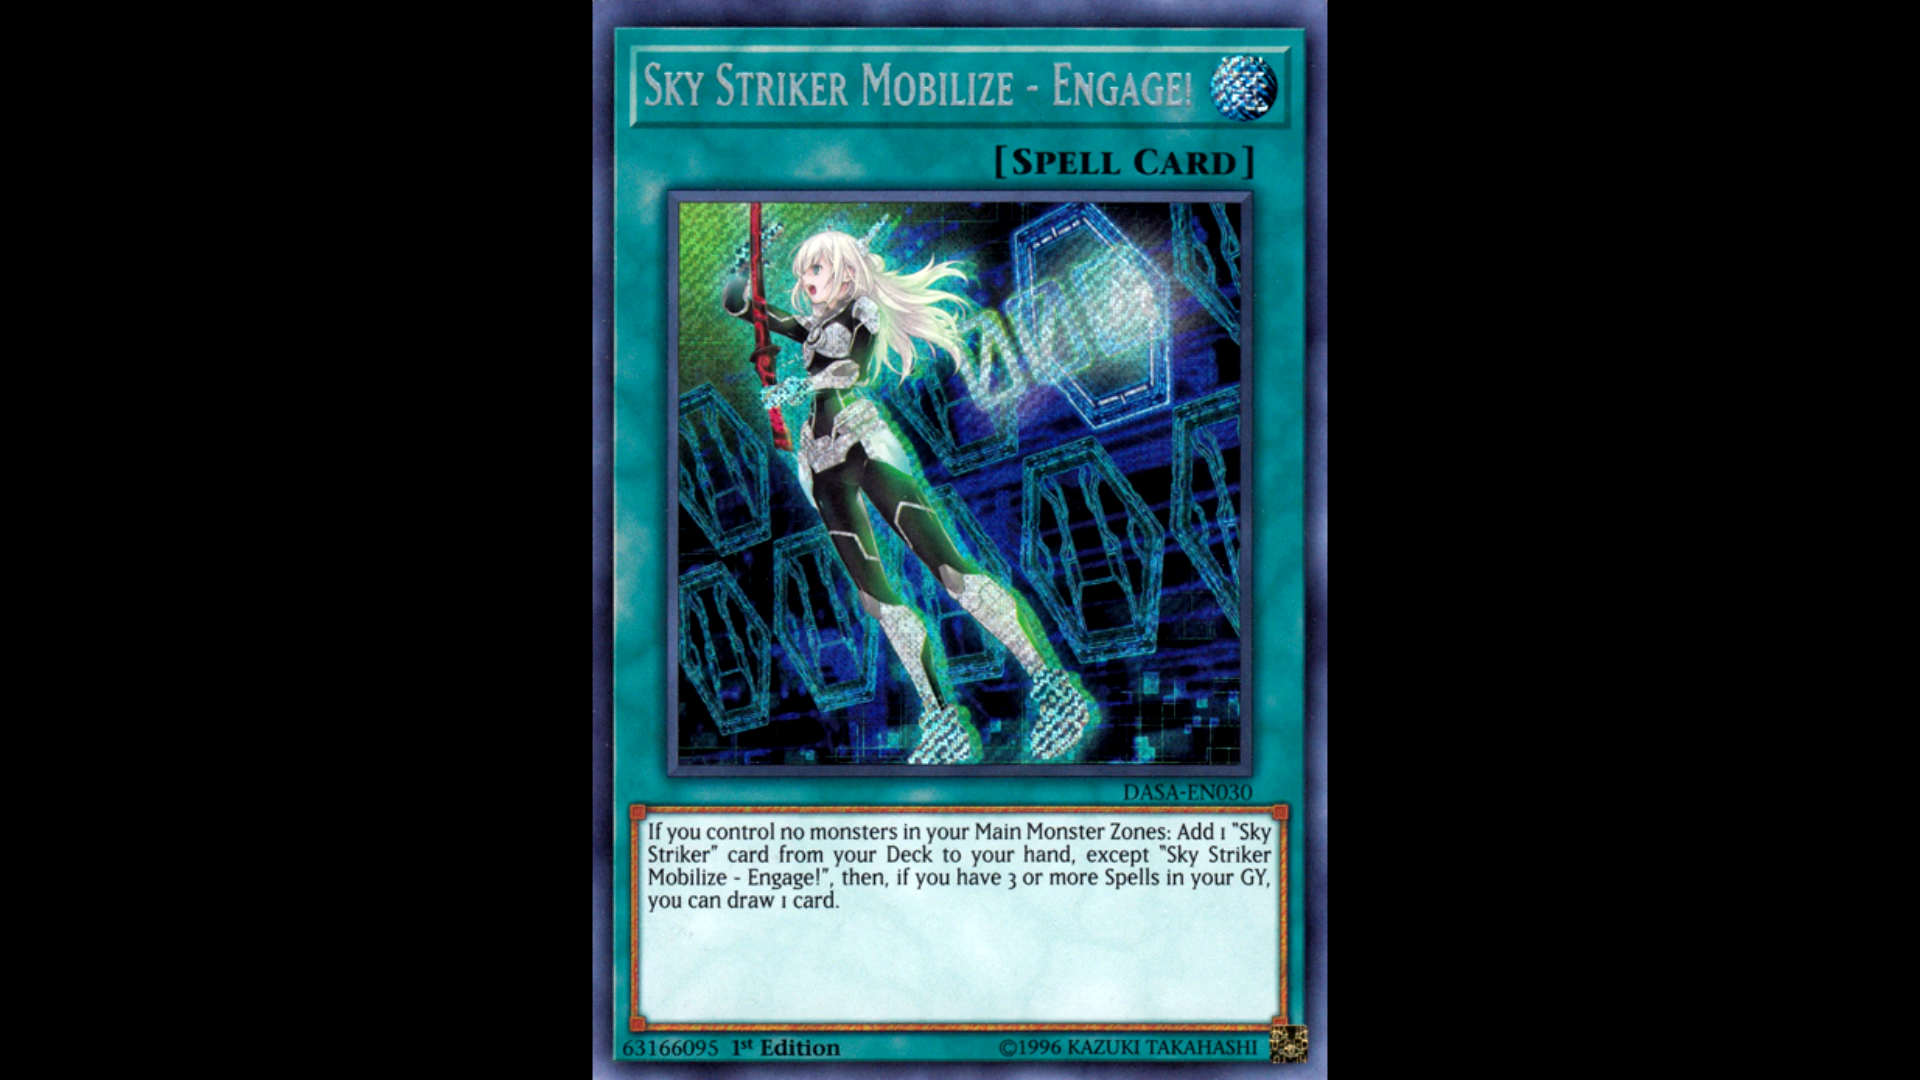 SKY STRIKER MOBILIZE - ENGAGE!
[SPELL CARD]
DASA-EN030
If you control no monsters in your Main Monster Zones: Add 1 "Sky
Striker" card from your Deck to your hand, except "Sky Striker
Mobilize - Engage!", then, if you have 3 or more Spells in your GY,
you can draw 1 card.
63166095 1st Edition
©1996 KAZUKI TAKAHASHI